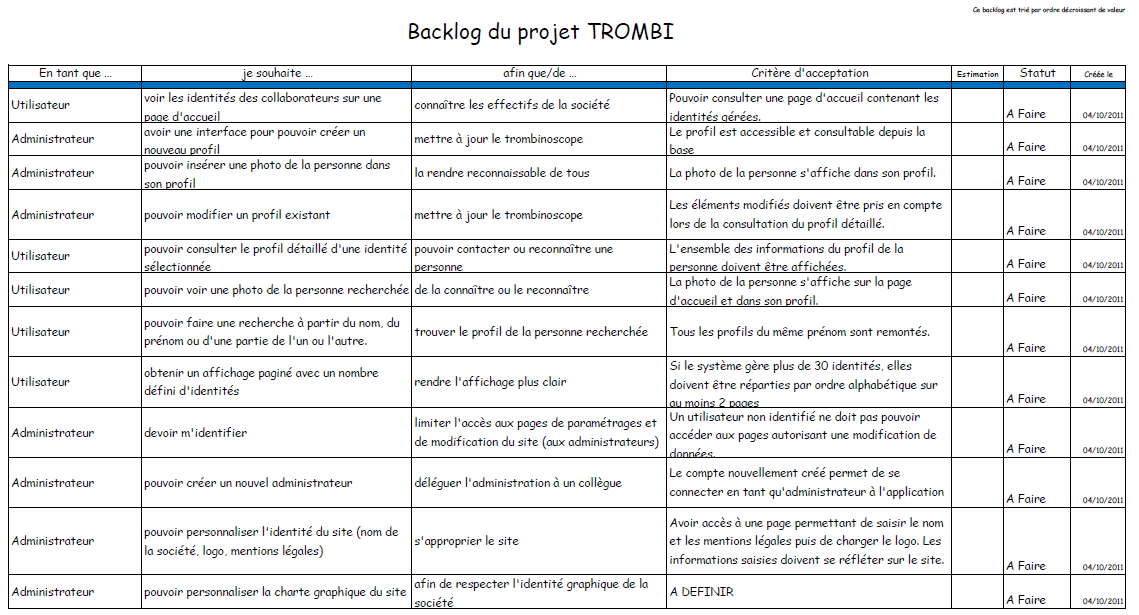 Ce backlog est trié par ordre décroissant de valeur
Backlog du projet TROMBI
En tant que ... je souhaite ... afin que/de ... Critère d'acceptation Estimation Statut Créée le
Utilisateur voir les identités des collaborateurs sur une page d'accueil connaître les effectifs de la société Pouvoir consulter une page d'accueil contenant les identités gérées. A Faire 04/10/2011
Administrateur avoir une interface pour pouvoir créer un nouveau profil mettre à jour le trombinoscope Le profil est accessible et consultable depuis la base A Faire 04/10/2011
Administrateur pouvoir insérer une photo de la personne dans son profil la rendre reconnaissable de tous La photo de la personne s'affiche dans son profil. A Faire 04/10/2011
Administrateur pouvoir modifier un profil existant mettre à jour le trombinoscope Les éléments modifiés doivent être pris en compte lors de la consultation du profil détaillé. A Faire 04/10/2011
Utilisateur pouvoir consulter le profil détaillé d'une identité sélectionnée pouvoir contacter ou reconnaître une personne L'ensemble des informations du profil de la personne doivent être affichées. A Faire 04/10/2011
Utilisateur pouvoir voir une photo de la personne recherchée de la connaître ou le reconnaître La photo de la personne s'affiche sur la page d'accueil et dans son profil. A Faire 04/10/2011
Utilisateur pouvoir faire une recherche à partir du nom, du prénom ou d'une partie de l'un ou l'autre. trouver le profil de la personne recherchée Tous les profils du même prénom sont remontés. A Faire 04/10/2011
Utilisateur obtenir un affichage paginé avec un nombre défini d'identités rendre l'affichage plus clair Si le système gère plus de 30 identités, elles doivent être réparties par ordre alphabétique sur au moins 2 pages A Faire 04/10/2011
Administrateur devoir m'identifier limiter l'accès aux pages de paramétrages et de modification du site (aux administrateurs) Un utilisateur non identifié ne doit pas pouvoir accéder aux pages autorisant une modification de données. A Faire 04/10/2011
Administrateur pouvoir créer un nouvel administrateur déléguer l'administration à un collègue Le compte nouvellement créé permet de se connecter en tant qu'administrateur à l'application A Faire 04/10/2011
Administrateur pouvoir personnaliser l'identité du site (nom de la société, logo, mentions légales) s'approprier le site Avoir accès à une page permettant de saisir le nom et les mentions légales puis de charger le logo. Les informations saisies doivent se réfléter sur le site. A Faire 04/10/2011
Administrateur pouvoir personnaliser la charte graphique du site afin de respecter l'identité graphique de la société A DEFINIR A Faire 04/10/2011